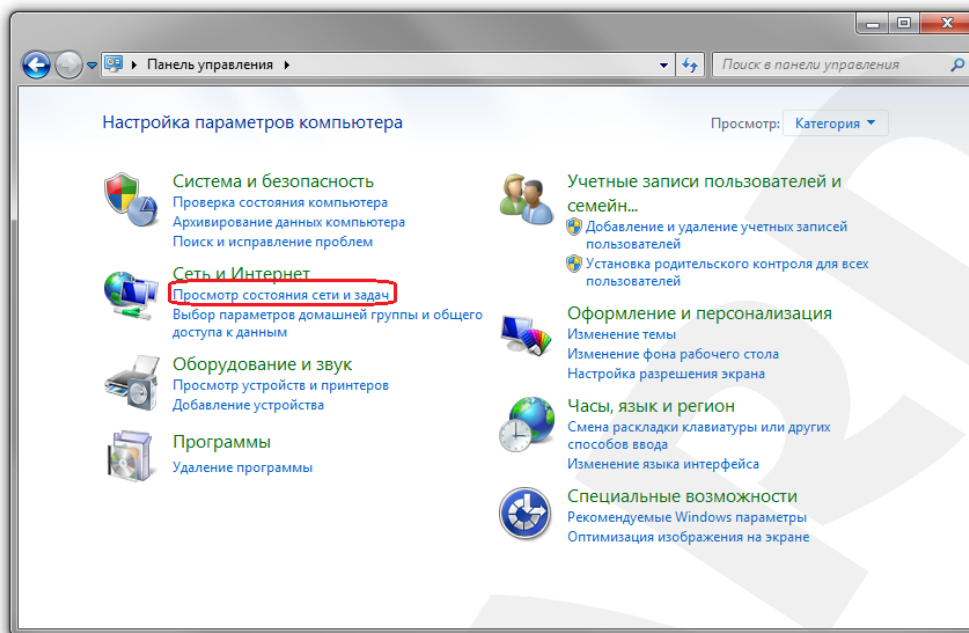 Панель управления
Поиск в панели управления
Настройка параметров компьютера
Просмотр: Категория
Система и безопасность
Проверка состояния компьютера
Архивирование данных компьютера
Поиск и исправление проблем
Сеть и Интернет
Просмотр состояния сети и задач
Выбор параметров домашней группы и общего
доступа к данным
Оборудование и звук
Просмотр устройств и принтеров
Добавление устройства
Программы
Удаление программы
Учетные записи пользователей и
семейн...
Добавление и удаление учетных записей
пользователей
Установка родительского контроля для всех
пользователей
Оформление и персонализация
Изменение темы
Изменение фона рабочего стола
Настройка разрешения экрана
Часы, язык и регион
Смена раскладки клавиатуры или других
способов ввода
Изменение языка интерфейса
Специальные возможности
Рекомендуемые Windows параметры
Оптимизация изображения на экране